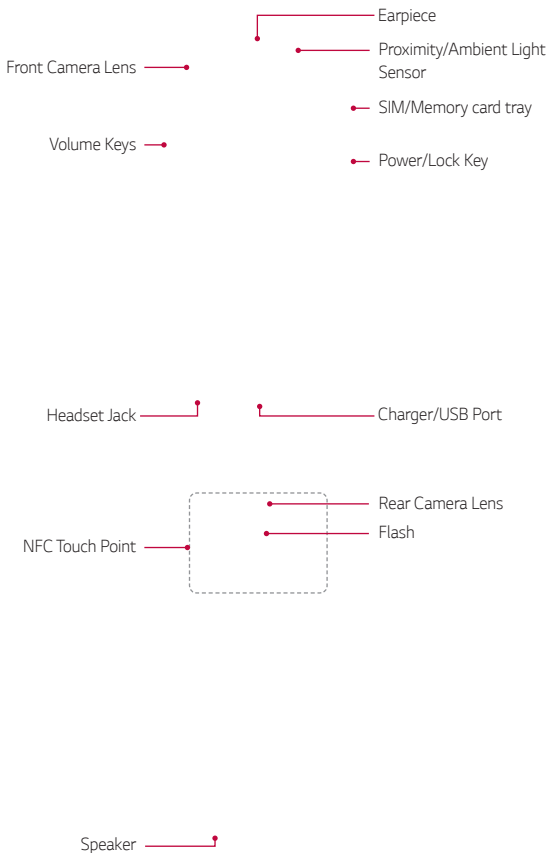 Earpiece
Front Camera Lens
Proximity/Ambient Light
Sensor
SIM/Memory card tray
Volume Keys
Power/Lock Key
Headset Jack
Charger/USB Port
Rear Camera Lens
Flash
NFC Touch Point
Speaker